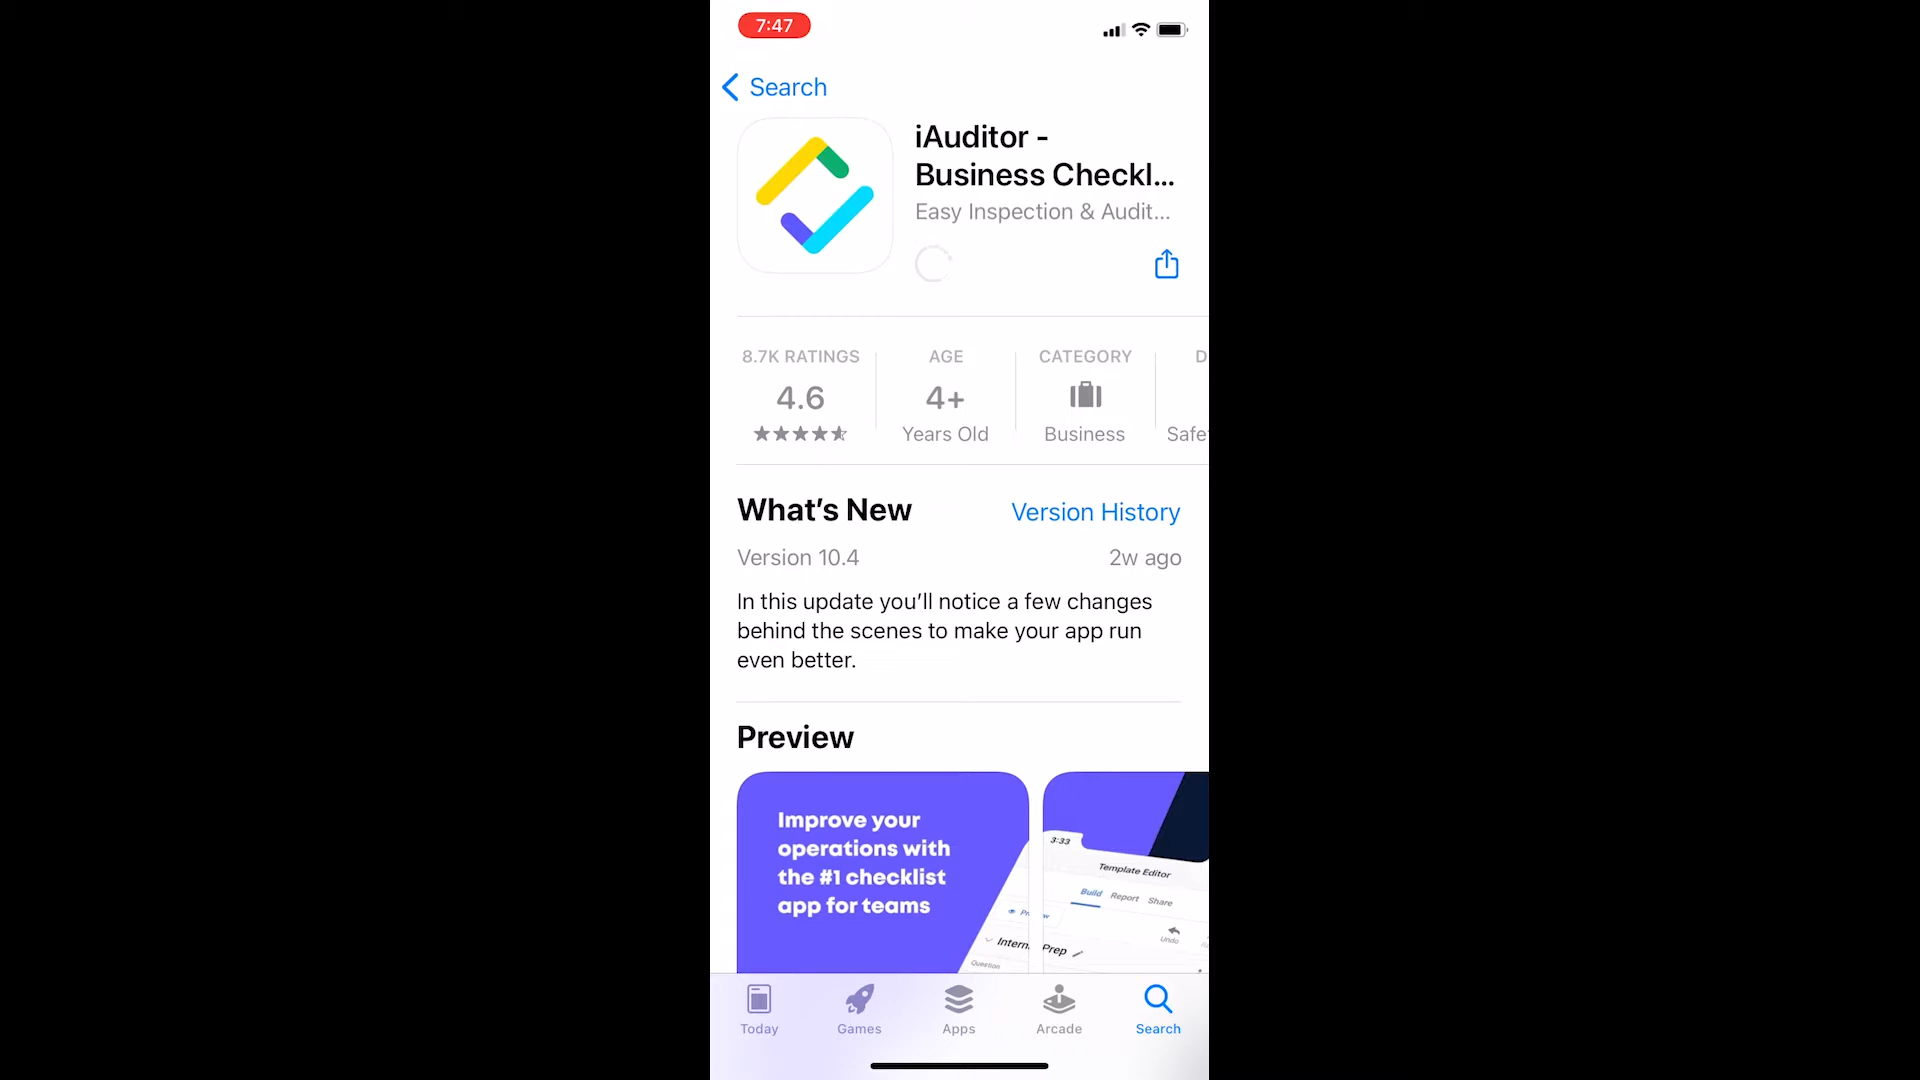 7:47
Search
iAuditor -
Business Checkl...
Easy Inspection & Audit...
8.7K RATINGS
4.6
AGE
4+
Years Old
CATEGORY
Business
D
Safe
What's New
Version History
Version 10.4
2w ago
In this update you'll notice a few changes
behind the scenes to make your app run
even better.
Preview
Improve your
operations with
the #1 checklist
app for teams
3:33
Template Editor
Build Report Share
Undo
Prep
Question
Today
Games
Apps
Arcade
Search